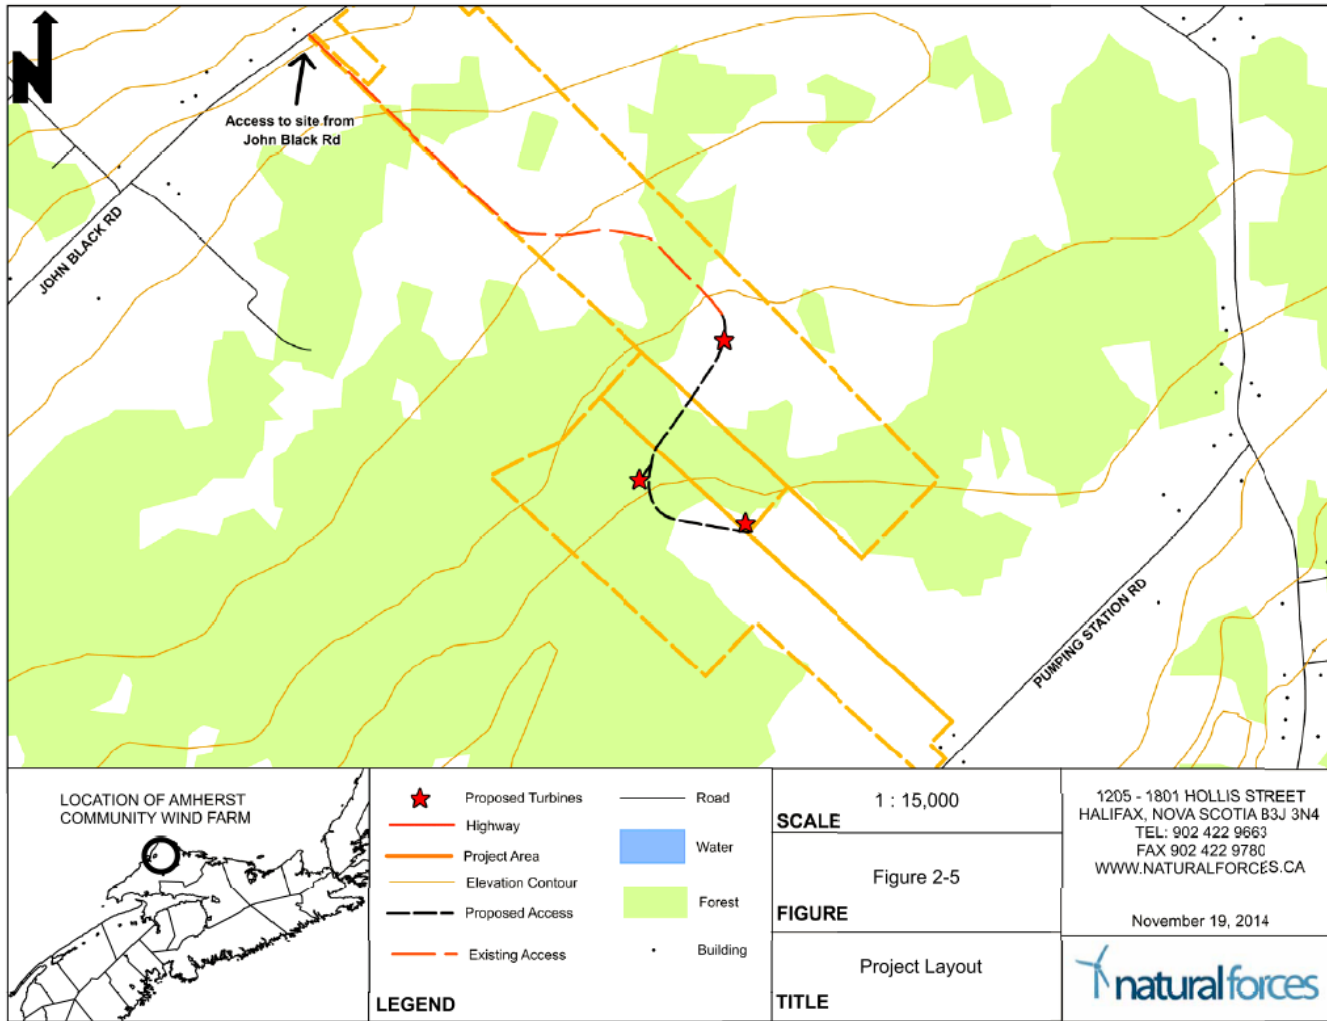 N
Access to site from
John Black Rd
JOHN BLACK RD
PUMPING STATION RD
LOCATION OF AMHERST
COMMUNITY WIND FARM
Proposed Turbines
Highway
Project Area
Elevation Contour
Proposed Access
Existing Access
Road
Water
Forest
Building
LEGEND
1 : 15,000
SCALE
Figure 2-5
FIGURE
Project Layout
TITLE
1205 - 1801 HOLLIS STREET
HALIFAX, NOVA SCOTIA B3J 3N4
TEL: 902 422 9663
FAX 902 422 9780
WWW.NATURALFORCES.CA
November 19, 2014
naturalforces